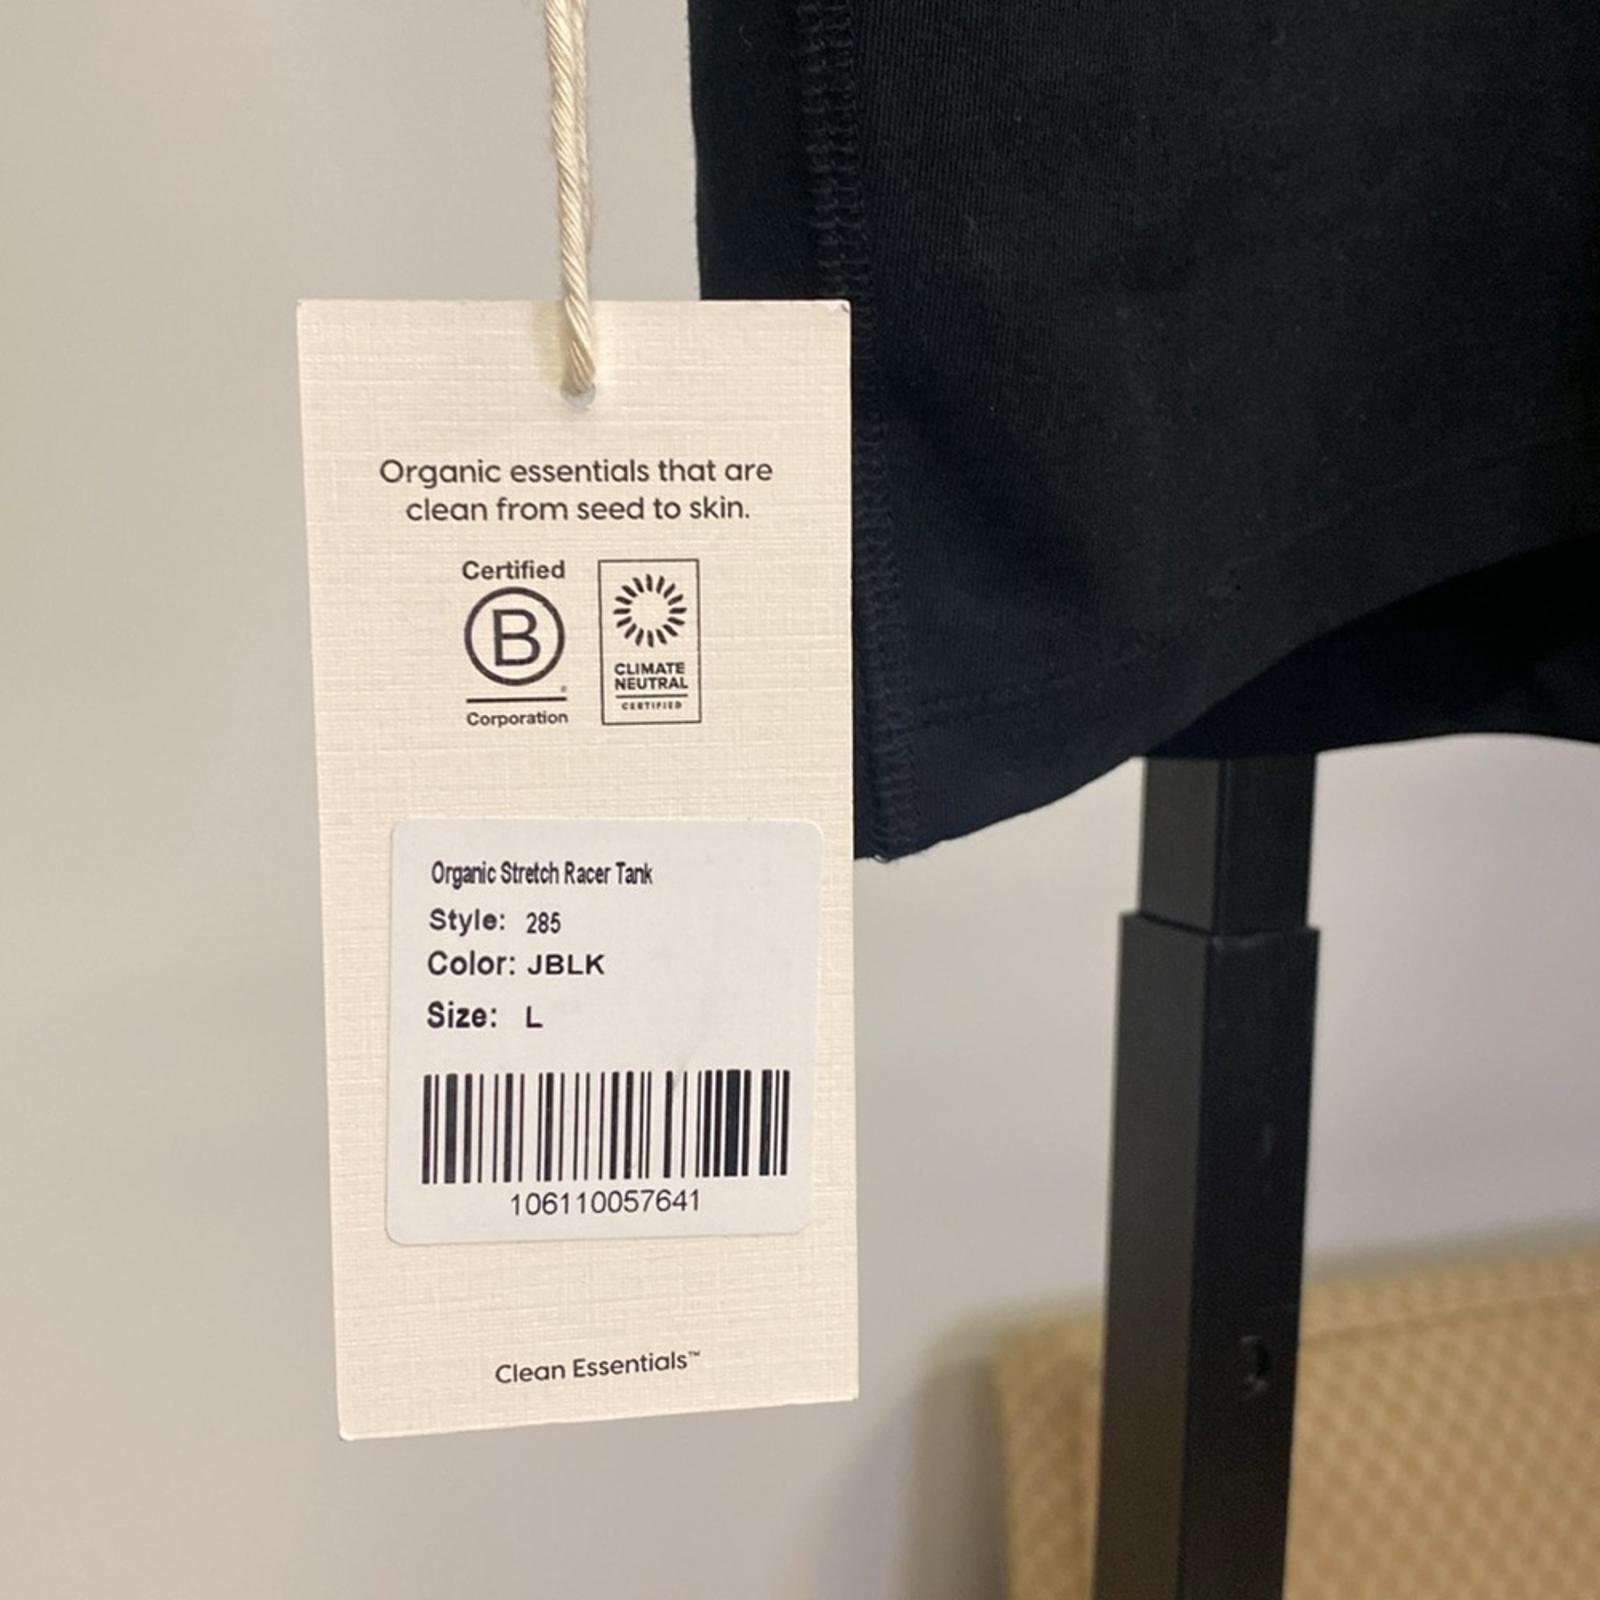 Organic essentials that are
clean from seed to skin.
Certified
B
®
Corporation
CLIMATE
NEUTRAL
CERTIFIED
Organic Stretch Racer Tank
Style: 285
Color: JBLK
Size: L
106110057641
Clean Essentials™